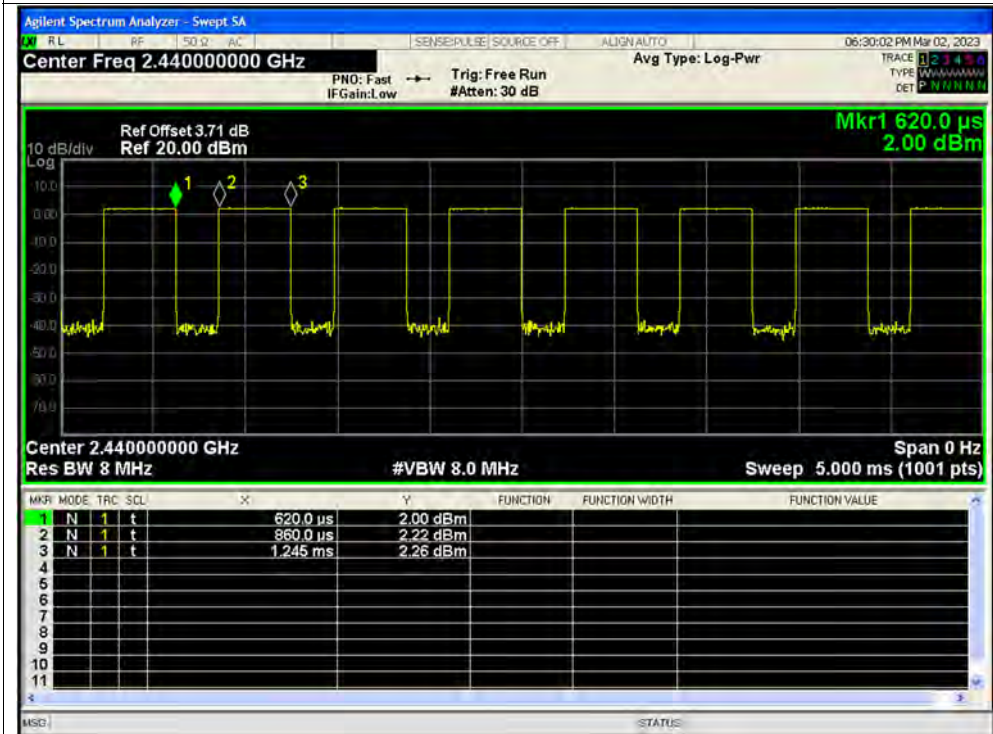 Agilent Spectrum Analyzer - Swept SA
RL RF 50 Ω AC SENSE:PULSE SOURCE OFF ALIGN AUTO 06:30:02 PM Mar 02, 2023
Center Freq 2.440000000 GHz Avg Type: Log-Pwr TRACE 1 2 3 4 5 6
PNO: Fast Trig: Free Run TYPE WWWWWW
IFGain:Low #Atten: 30 dB DET P N N N N N
Mkr1 620.0 µs
2.00 dBm
Ref Offset 3.71 dB
10 dB/div Ref 20.00 dBm
Log
10.0
0.00
-10.0
-20.0
-30.0
-40.0
-50.0
-60.0
-70.0
1 2 3
Center 2.440000000 GHz Span 0 Hz
Res BW 8 MHz #VBW 8.0 MHz Sweep 5.000 ms (1001 pts)
MKR MODE TRC SCL X Y FUNCTION FUNCTION WIDTH FUNCTION VALUE
1 N 1 t 620.0 µs 2.00 dBm
2 N 1 t 860.0 µs 2.22 dBm
3 N 1 t 1.245 ms 2.26 dBm
4
5
6
7
8
9
10
11
MSG STATUS